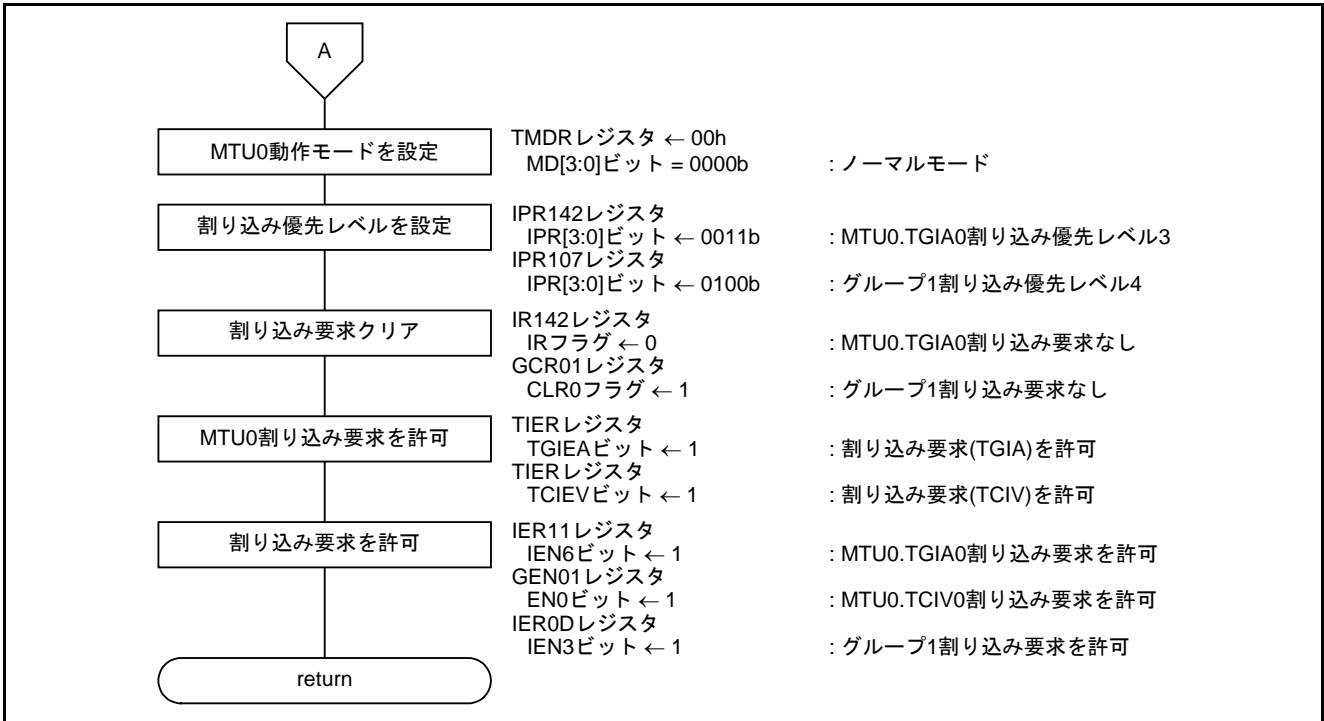 A
MTU0動作モードを設定
TMDRレジスタ ← 00h
MD[3:0]ビット = 0000b : ノーマルモード
割り込み優先レベルを設定
IPR142レジスタ
IPR[3:0]ビット ← 0011b : MTU0.TGIA0割り込み優先レベル3
IPR107レジスタ
IPR[3:0]ビット ← 0100b : グループ1割り込み優先レベル4
割り込み要求クリア
IR142レジスタ
IRフラグ ← 0 : MTU0.TGIA0割り込み要求なし
GCR01レジスタ
CLR0フラグ ← 1 : グループ1割り込み要求なし
MTU0割り込み要求を許可
TIERレジスタ
TGIEAビット ← 1 : 割り込み要求(TGIA)を許可
TIERレジスタ
TCIEVビット ← 1 : 割り込み要求(TCIV)を許可
割り込み要求を許可
IER11レジスタ
IEN6ビット ← 1 : MTU0.TGIA0割り込み要求を許可
GEN01レジスタ
EN0ビット ← 1 : MTU0.TCIV0割り込み要求を許可
IER0Dレジスタ
IEN3ビット ← 1 : グループ1割り込み要求を許可
return